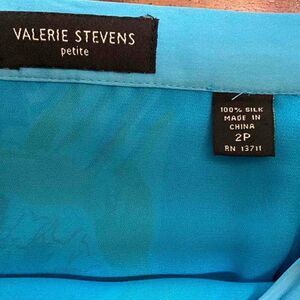 VALERIE STEVENS
petite
100% SILK
MADE IN
CHINA
2P
RN 13711